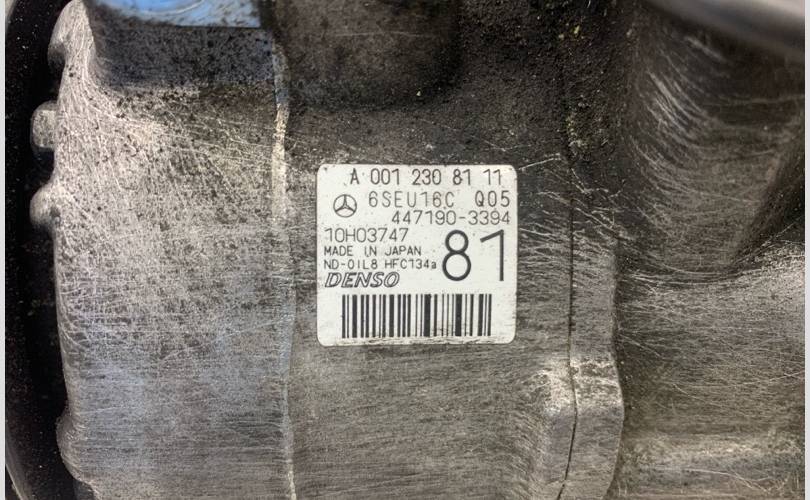 A 001 230 81 11
6SEU16C Q05
447190-3394
10H03747
81
MADE IN JAPAN
ND-OIL8 HFC134a
DENSO